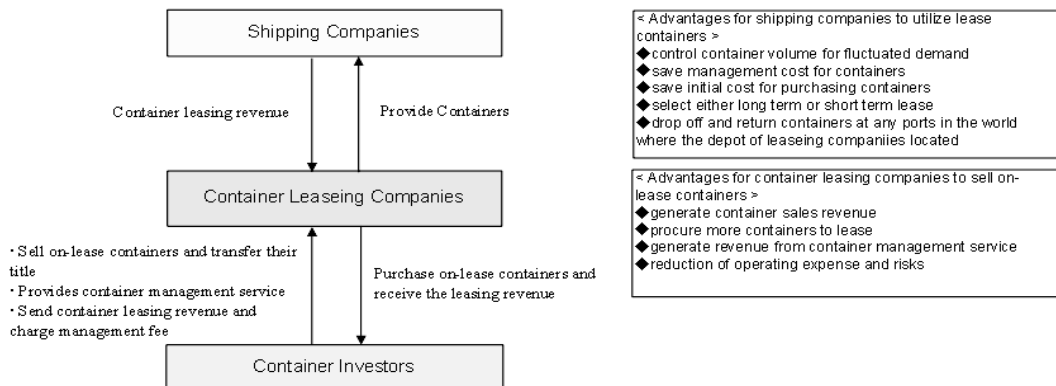 Shipping Companies
Container leasing revenue
Provide Containers
Container Leaseing Companies
・Sell on-lease containers and transfer their
title
・Provides container management service
・Send container leasing revenue and
charge management fee
Purchase on-lease containers and
receive the leasing revenue
Container Investors
< Advantages for shipping companies to utilize lease
containers >
◆control container volume for fluctuated demand
◆save management cost for containers
◆save initial cost for purchasing containers
◆select either long term or short term lease
◆drop off and return containers at any ports in the world
where the depot of leaseing companiies located
< Advantages for container leasing companies to sell on-
lease containers >
◆generate container sales revenue
◆procure more containers to lease
◆generate revenue from container management service
◆reduction of operating expense and risks